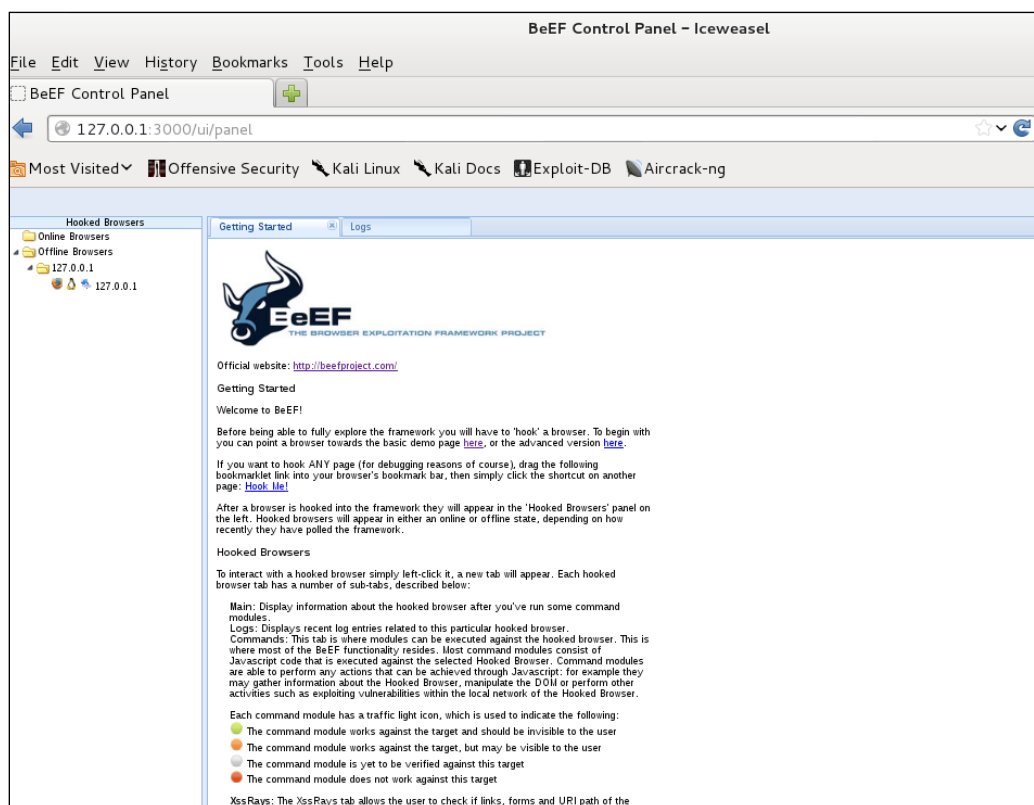 BeEF Control Panel – Iceweasel
File Edit View History Bookmarks Tools Help
BeEF Control Panel
127.0.0.1:3000/ui/panel
Most Visited Offensive Security Kali Linux Kali Docs Exploit-DB Aircrack-ng
Hooked Browsers
Online Browsers
Offline Browsers
127.0.0.1
127.0.0.1
Getting Started Logs
BeEF
THE BROWSER EXPLOITATION FRAMEWORK PROJECT
Official website: http://beefproject.com/
Getting Started
Welcome to BeEF!
Before being able to fully explore the framework you will have to 'hook' a browser. To begin with
you can point a browser towards the basic demo page here, or the advanced version here.
If you want to hook ANY page (for debugging reasons of course), drag the following
bookmarklet link into your browser's bookmark bar, then simply click the shortcut on another
page: Hook Me!
After a browser is hooked into the framework they will appear in the 'Hooked Browsers' panel on
the left. Hooked browsers will appear in either an online or offline state, depending on how
recently they have polled the framework.
Hooked Browsers
To interact with a hooked browser simply left-click it, a new tab will appear. Each hooked
browser tab has a number of sub-tabs, described below:
Main: Display information about the hooked browser after you've run some command
modules.
Logs: Displays recent log entries related to this particular hooked browser.
Commands: This tab is where modules can be executed against the hooked browser. This is
where most of the BeEF functionality resides. Most command modules consist of
Javascript code that is executed against the selected Hooked Browser. Command modules
are able to perform any actions that can be achieved through Javascript: for example they
may gather information about the Hooked Browser, manipulate the DOM or perform other
activities such as exploiting vulnerabilities within the local network of the Hooked Browser.
Each command module has a traffic light icon, which is used to indicate the following:
The command module works against the target and should be invisible to the user
The command module works against the target, but may be visible to the user
The command module is yet to be verified against this target
The command module does not work against this target
XssRays: The XssRays tab allows the user to check if links, forms and URI path of the